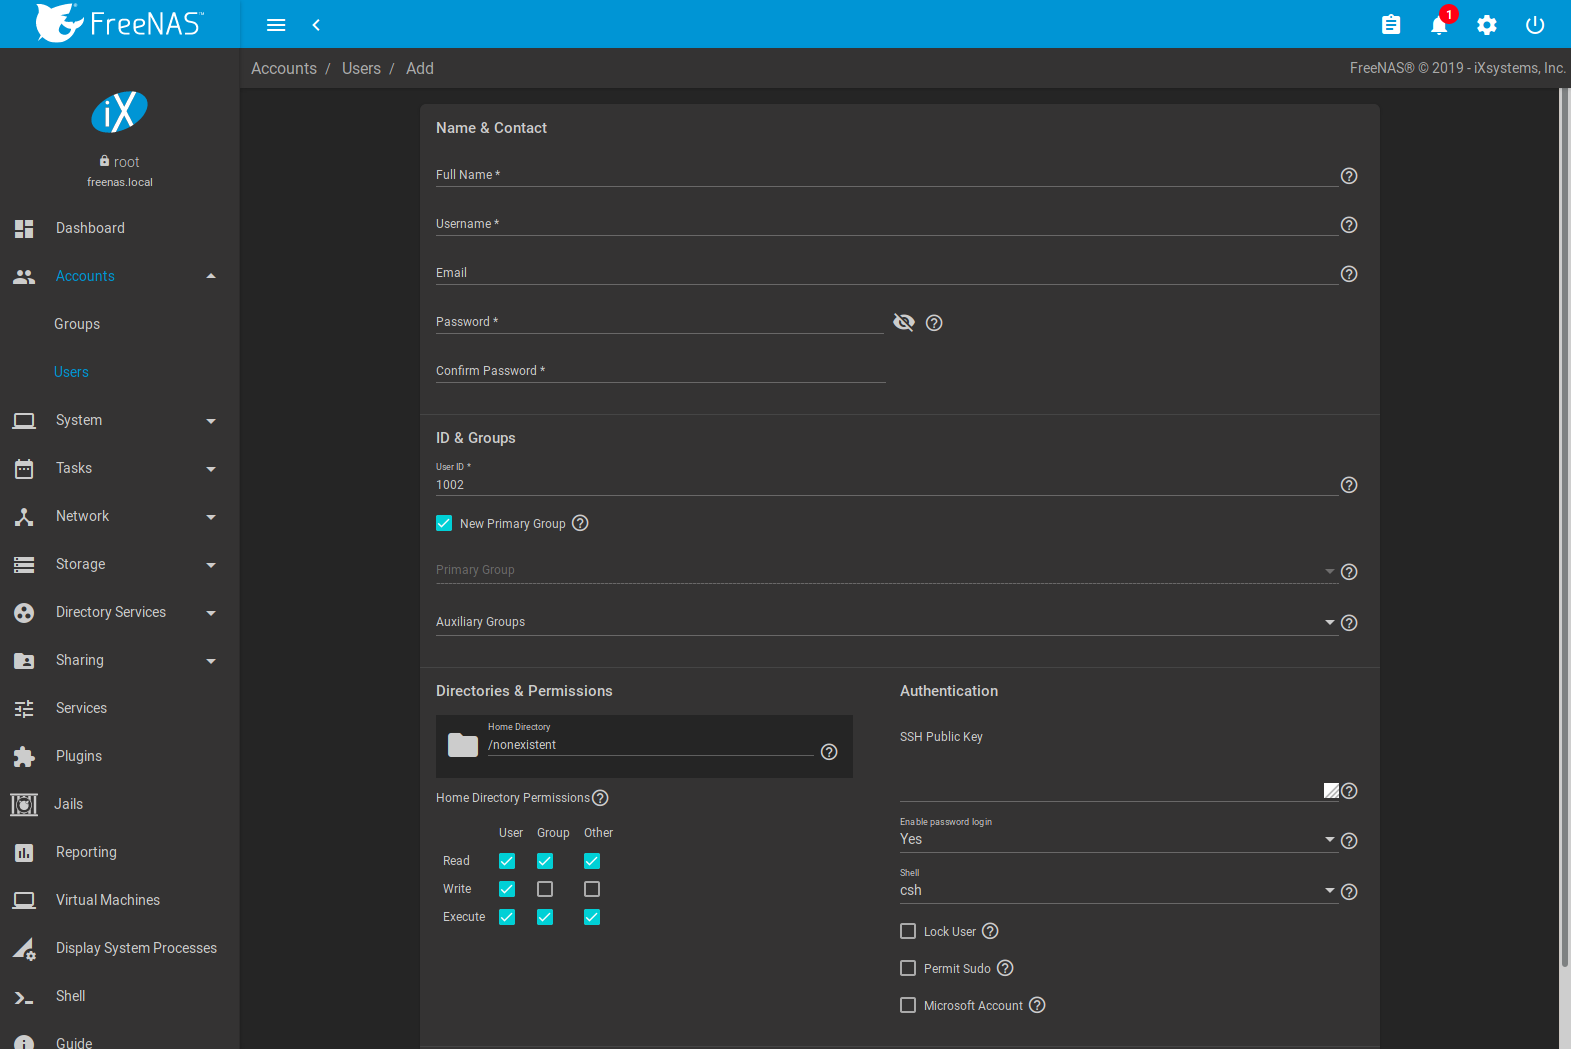 FreeNAS™
1
Accounts / Users / Add
FreeNAS® © 2019 - iXsystems, Inc.
iX
root
freenas.local
Dashboard
Accounts
Groups
Users
System
Tasks
Network
Storage
Directory Services
Sharing
Services
Plugins
Jails
Reporting
Virtual Machines
Display System Processes
Shell
Guide
Name & Contact
Full Name *
Username *
Email
Password *
Confirm Password *
ID & Groups
User ID *
1002
New Primary Group
Primary Group
Auxiliary Groups
Directories & Permissions
Home Directory
/nonexistent
Home Directory Permissions
User Group Other
Read
Write
Execute
Authentication
SSH Public Key
Enable password login
Yes
Shell
csh
Lock User
Permit Sudo
Microsoft Account